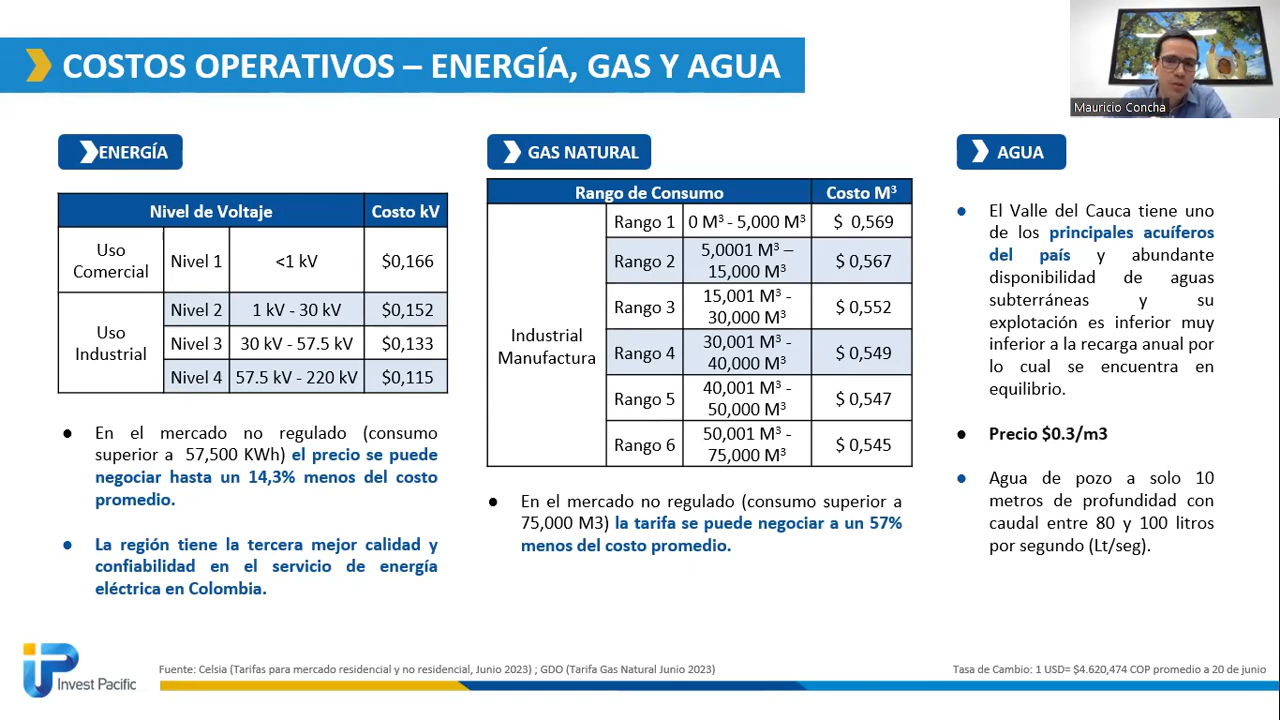 COSTOS OPERATIVOS – ENERGÍA, GAS Y AGUA
Mauricio Concha
ENERGÍA
Nivel de Voltaje Costo kV
Uso
Comercial
Nivel 1 <1 kV $0,166
Uso
Industrial
Nivel 2 1 kV - 30 kV $0,152
Nivel 3 30 kV - 57.5 kV $0,133
Nivel 4 57.5 kV - 220 kV $0,115
En el mercado no regulado (consumo
superior a 57,500 KWh) el precio se puede
negociar hasta un 14,3% menos del costo
promedio.
La región tiene la tercera mejor calidad y
confiabilidad en el servicio de energía
eléctrica en Colombia.
GAS NATURAL
Rango de Consumo Costo M³
Industrial
Manufactura
Rango 1 0 M³ - 5,000 M³ $ 0,569
Rango 2 5,0001 M³ –
15,000 M³ $ 0,567
Rango 3 15,001 M³ -
30,000 M³ $ 0,552
Rango 4 30,001 M³ -
40,000 M³ $ 0,549
Rango 5 40,001 M³ -
50,000 M³ $ 0,547
Rango 6 50,001 M³ -
75,000 M³ $ 0,545
En el mercado no regulado (consumo superior a
75,000 M3) la tarifa se puede negociar a un 57%
menos del costo promedio.
AGUA
El Valle del Cauca tiene uno
de los principales acuíferos
del país y abundante
disponibilidad de aguas
subterráneas y su
explotación es inferior muy
inferior a la recarga anual por
lo cual se encuentra en
equilibrio.
Precio $0.3/m3
Agua de pozo a solo 10
metros de profundidad con
caudal entre 80 y 100 litros
por segundo (Lt/seg).
Invest Pacific
Fuente: Celsia (Tarifas para mercado residencial y no residencial, Junio 2023) ; GDO (Tarifa Gas Natural Junio 2023)
Tasa de Cambio: 1 USD= $4.620,474 COP promedio a 20 de junio